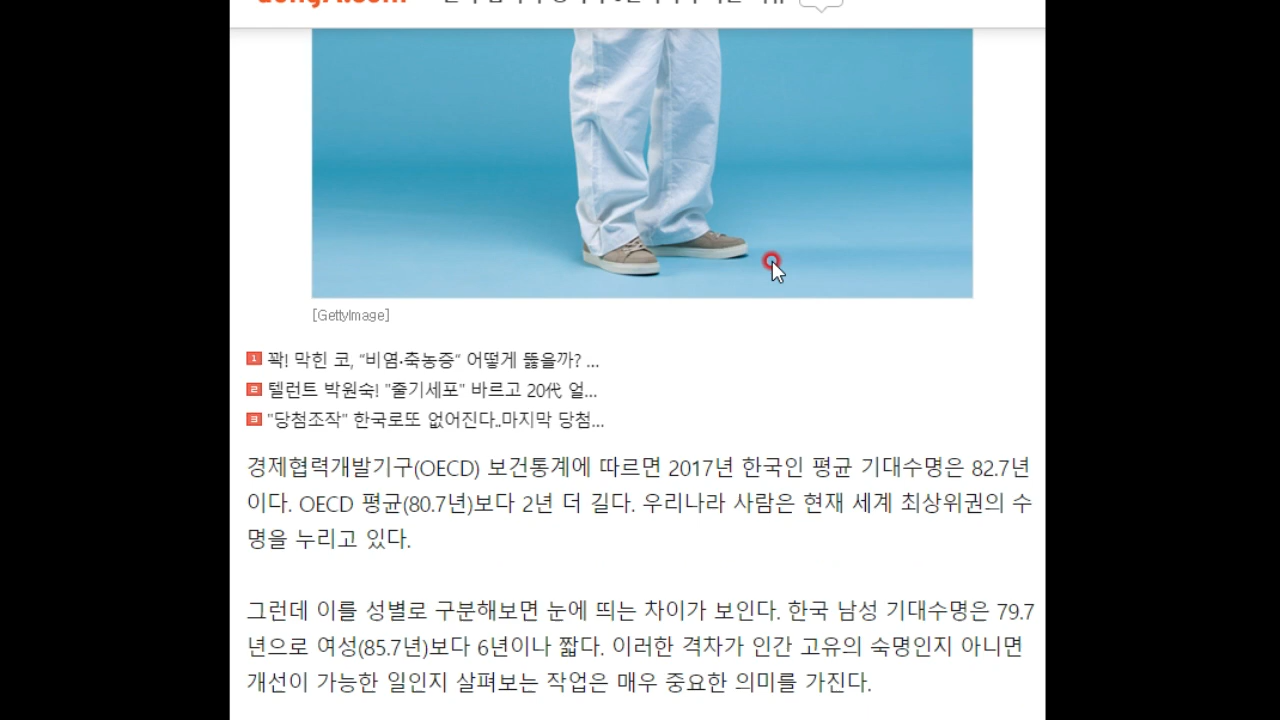 [GettyImage]
1 꽉! 막힌 코, "비염·축농증" 어떻게 뚫을까? ...
2 텔런트 박원숙! "줄기세포" 바르고 20代 얼...
3 "당첨조작" 한국로또 없어진다..마지막 당첨...
경제협력개발기구(OECD) 보건통계에 따르면 2017년 한국인 평균 기대수명은 82.7년
이다. OECD 평균(80.7년)보다 2년 더 길다. 우리나라 사람은 현재 세계 최상위권의 수
명을 누리고 있다.
그런데 이를 성별로 구분해보면 눈에 띄는 차이가 보인다. 한국 남성 기대수명은 79.7
년으로 여성(85.7년)보다 6년이나 짧다. 이러한 격차가 인간 고유의 숙명인지 아니면
개선이 가능한 일인지 살펴보는 작업은 매우 중요한 의미를 가진다.